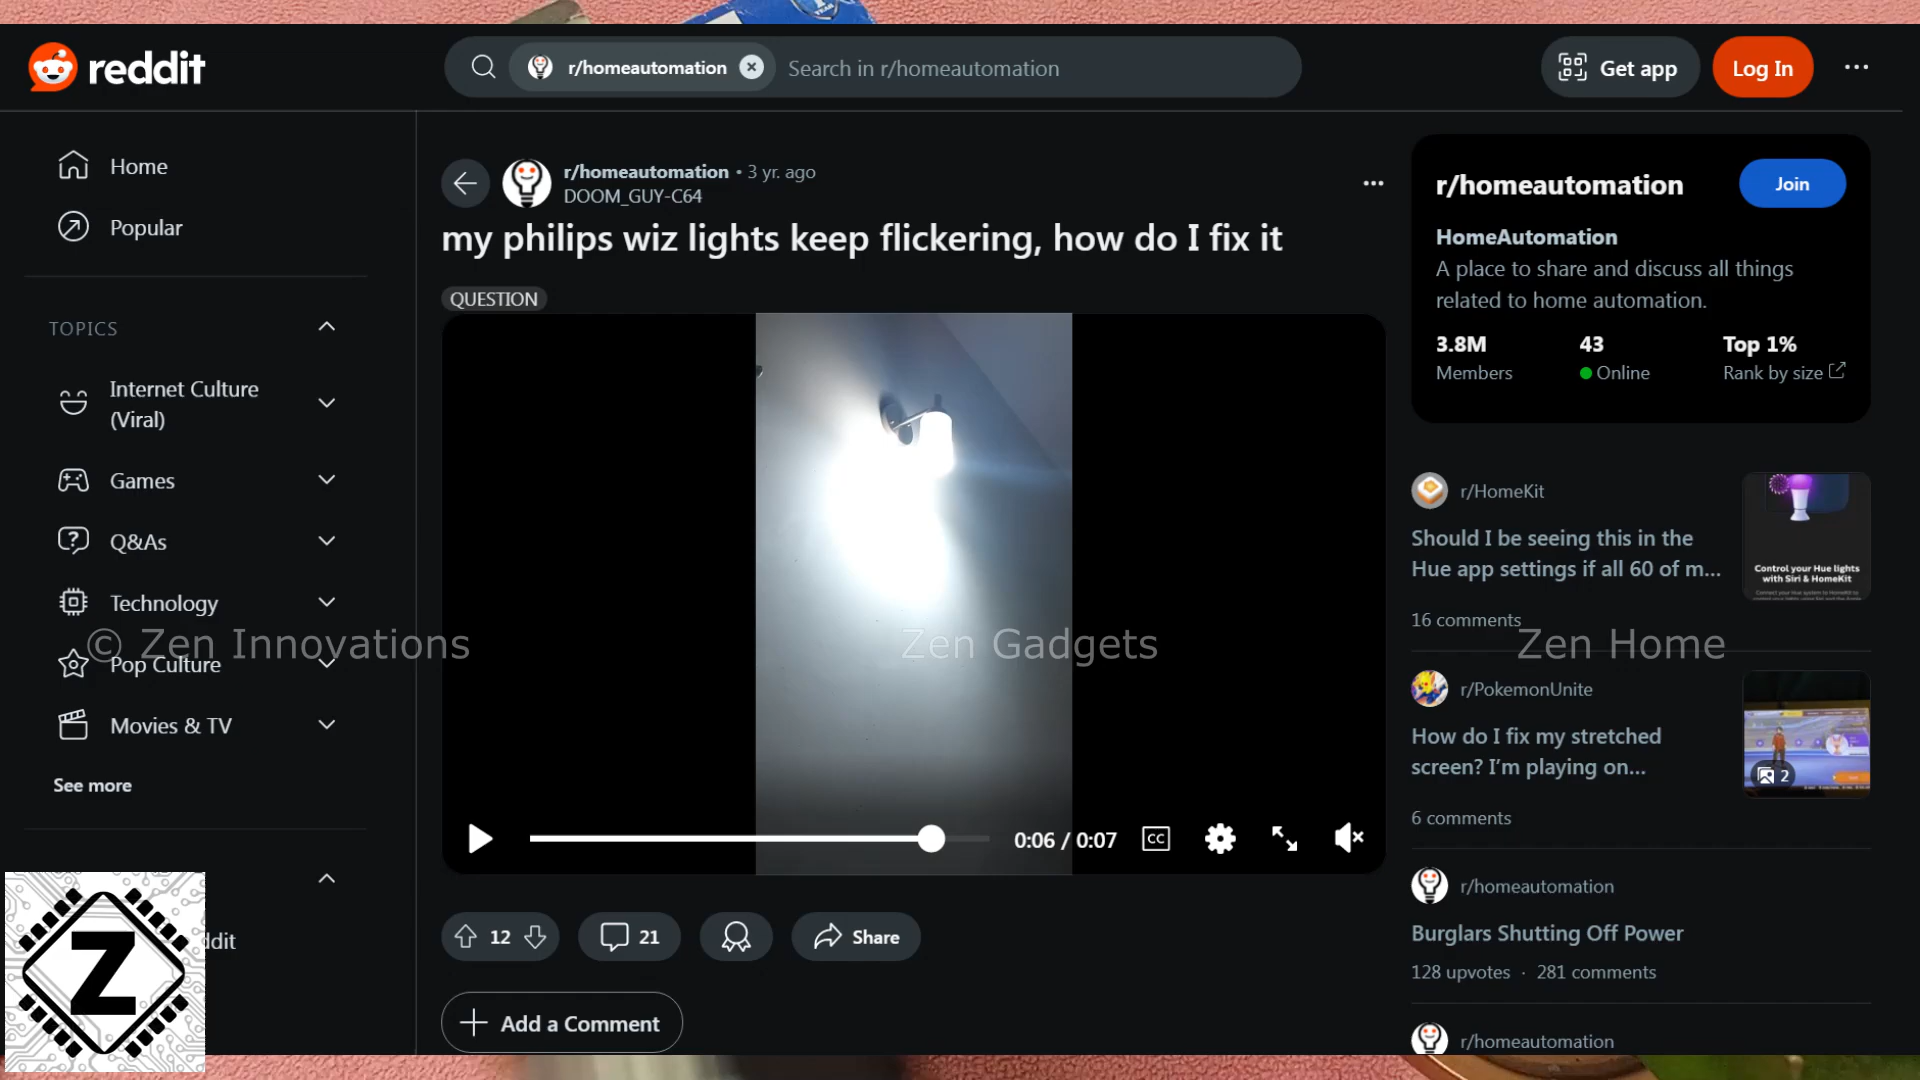 TEAM
reddit
r/homeautomation
Search in r/homeautomation
Get app
Log In
Home
Popular
TOPICS
Internet Culture
(Viral)
Games
Q&As
Technology
Pop Culture
Movies & TV
See more
ddit
r/homeautomation • 3 yr. ago
DOOM_GUY-C64
my philips wiz lights keep flickering, how do I fix it
QUESTION
0:06 / 0:07
CC
12
21
Share
Add a Comment
r/homeautomation
Join
HomeAutomation
A place to share and discuss all things
related to home automation.
3.8M
Members
43
Online
Top 1%
Rank by size
r/HomeKit
Should I be seeing this in the
Hue app settings if all 60 of m...
16 comments
Control your Hue lights
with Siri & HomeKit
r/PokemonUnite
How do I fix my stretched
screen? I'm playing on...
2
6 comments
r/homeautomation
Burglars Shutting Off Power
128 upvotes · 281 comments
r/homeautomation
© Zen Innovations
Zen Gadgets
Zen Home
Z